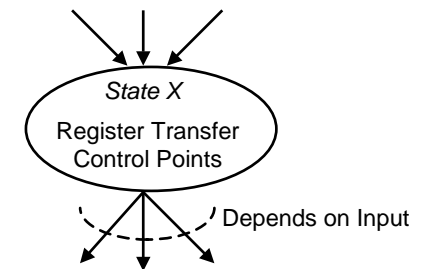 State X
Register Transfer
Control Points
Depends on Input